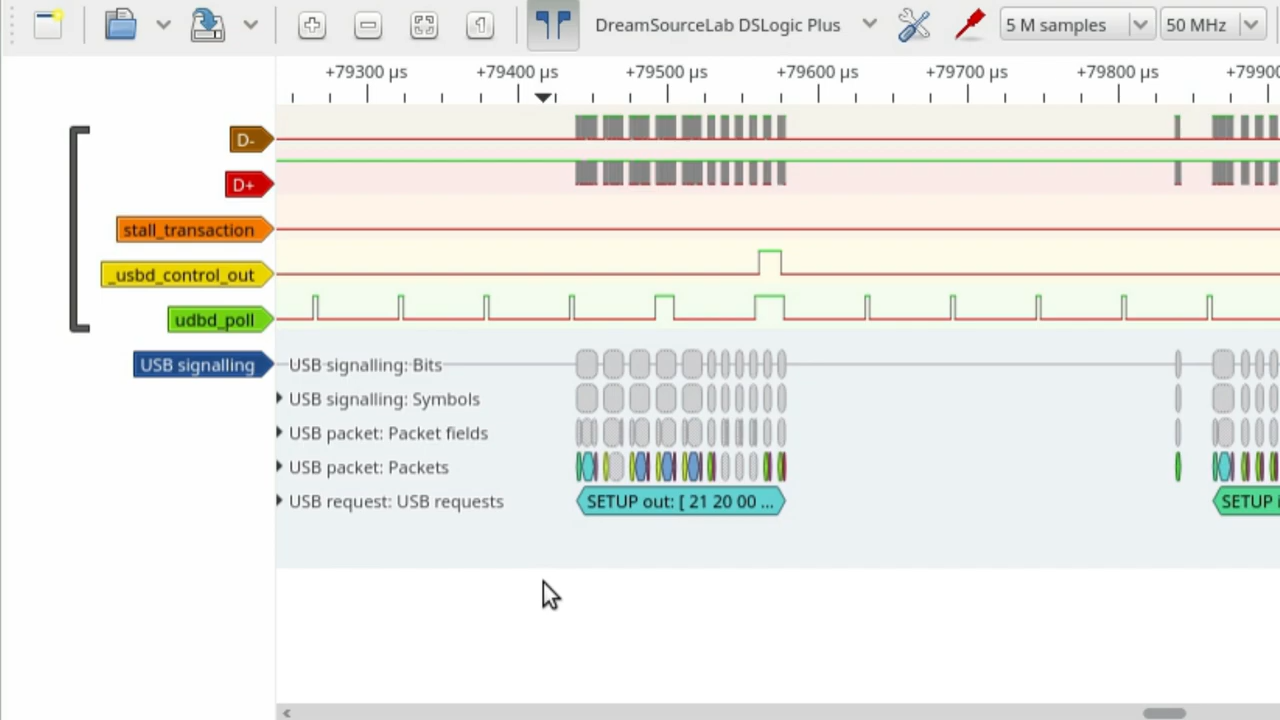 DreamSourceLab DSLogic Plus 5 M samples 50 MHz
+79300 µs +79400 µs +79500 µs +79600 µs +79700 µs +79800 µs +79900
D-
D+
stall_transaction
_usbd_control_out
udbd_poll
USB signalling USB signalling: Bits
USB signalling: Symbols
USB packet: Packet fields
USB packet: Packets
USB request: USB requests SETUP out: [ 21 20 00 ... SETUP i